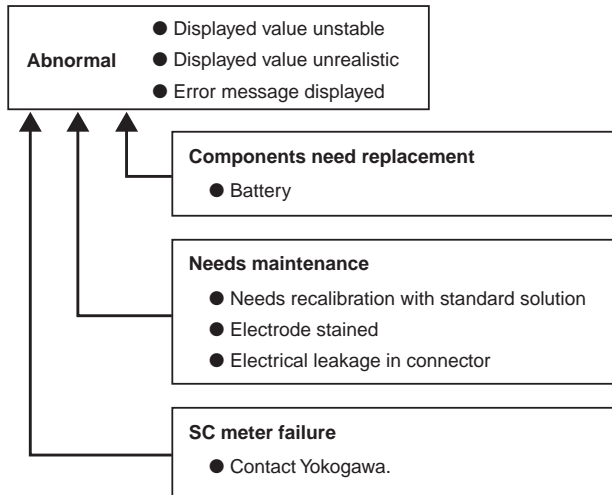 Abnormal
● Displayed value unstable
● Displayed value unrealistic
● Error message displayed
Components need replacement
● Battery
Needs maintenance
● Needs recalibration with standard solution
● Electrode stained
● Electrical leakage in connector
SC meter failure
● Contact Yokogawa.